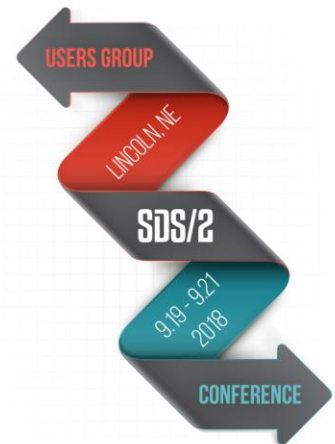 USERS GROUP
LINCOLN, NE
SDS/2
9.19 - 9.21
2018
CONFERENCE